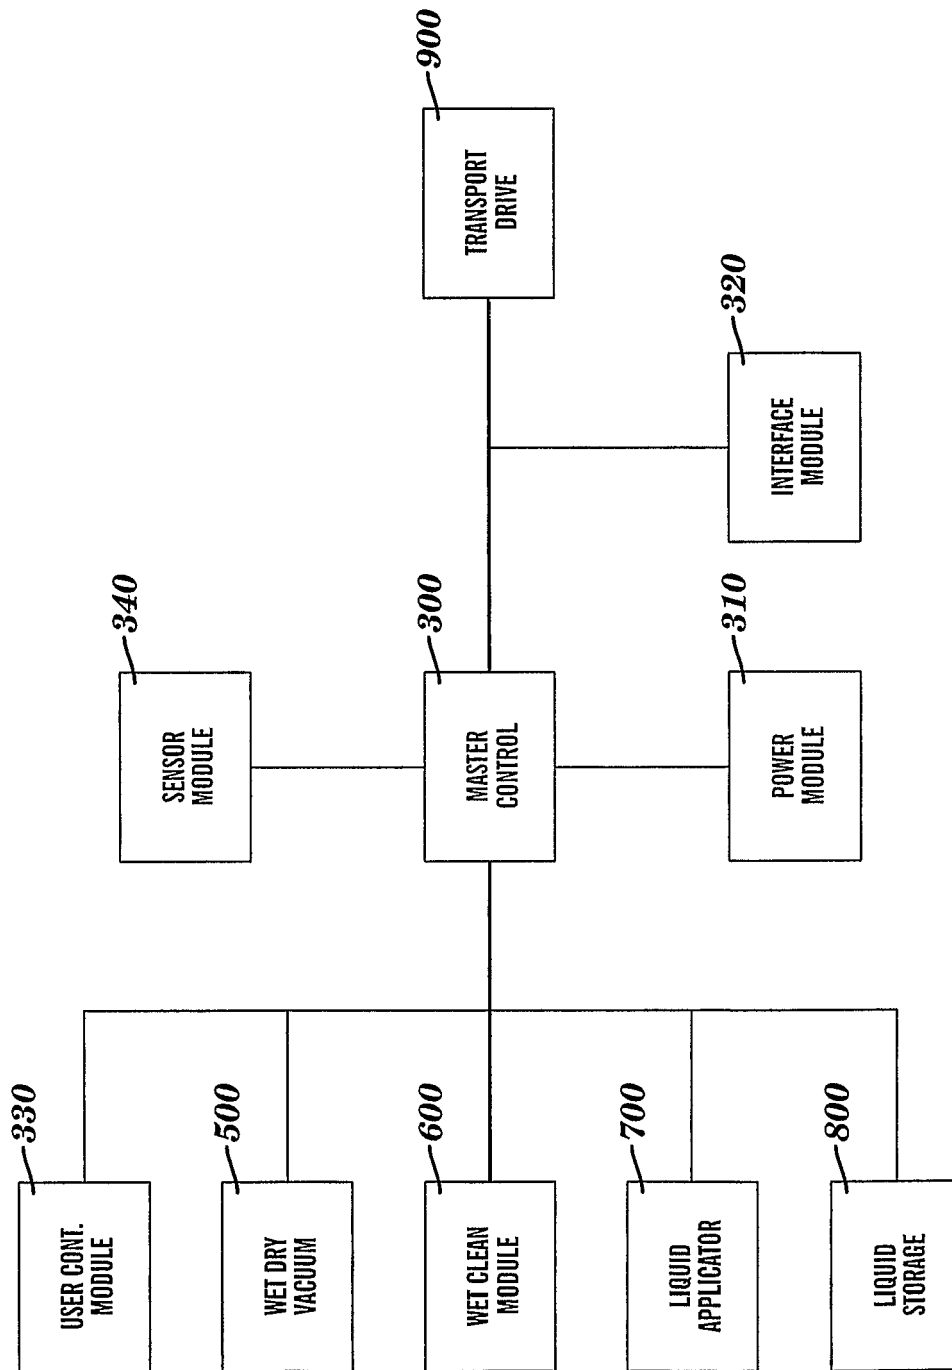 900
TRANSPORT
DRIVE
320
INTERFACE
MODULE
340
SENSOR
MODULE
300
MASTER
CONTROL
310
POWER
MODULE
330
USER CONT.
MODULE
500
WET DRY
VACUUM
600
WET CLEAN
MODULE
700
LIQUID
APPLICATOR
800
LIQUID
STORAGE